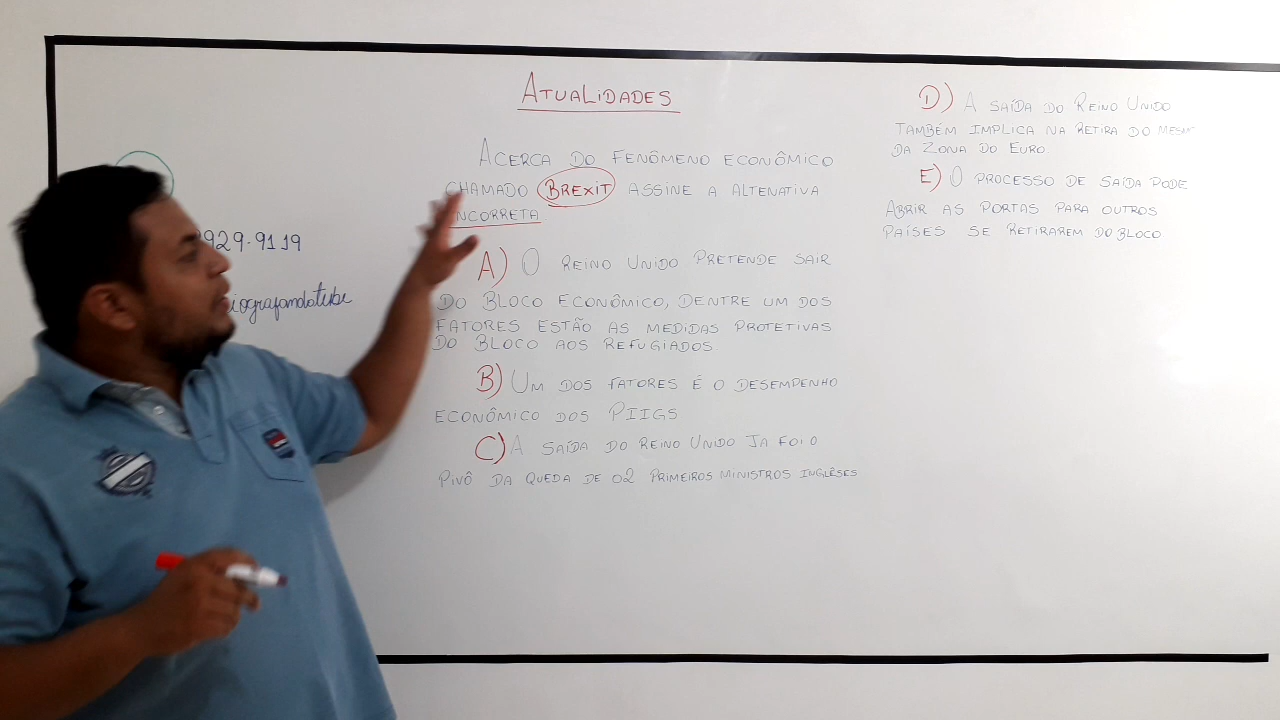 ATUALIDADES
ACERCA DO FENÔMENO ECONÔMICO
CHAMADO BREXIT ASSINE A ALTENATIVA
INCORRETA
A) O REINO UNIDO PRETENDE SAIR
DO BLOCO ECONÔMICO, DENTRE UM DOS
FATORES ESTÃO AS MEDIDAS PROTETIVAS
DO BLOCO AOS REFUGIADOS
B) UM DOS FATORES É O DESEMPENHO
ECONÔMICO DOS PIIGS
C) A SAÍDA DO REINO UNIDO JA FOI O
PIVÔ DA QUEDA DE 02 PRIMEIROS MINISTROS INGLÊSES
D) A SAÍDA DO REINO UNIDO
TAMBÉM IMPLICA NA RETIRA DO MESMO
DA ZONA DO EURO.
E) O PROCESSO DE SAÍDA PODE
ABRIR AS PORTAS PARA OUTROS
PAÍSES SE RETIRAREM DO BLOCO
929-9119
iografandotube